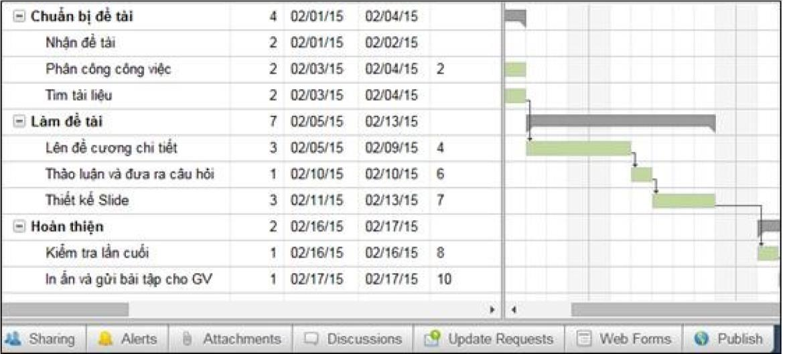 Chuẩn bị đề tài 4 02/01/15 02/04/15
Nhận đề tài 2 02/01/15 02/02/15
Phân công công việc 2 02/03/15 02/04/15 2
Tìm tài liệu 2 02/03/15 02/04/15
Làm đề tài 7 02/05/15 02/13/15
Lên đề cương chi tiết 3 02/05/15 02/09/15 4
Thảo luận và đưa ra câu hỏi 1 02/10/15 02/10/15 6
Thiết kế Slide 3 02/11/15 02/13/15 7
Hoàn thiện 2 02/16/15 02/17/15
Kiểm tra lần cuối 1 02/16/15 02/16/15 8
In ấn và gửi bài tập cho GV 1 02/17/15 02/17/15 10
Sharing Alerts Attachments Discussions Update Requests Web Forms Publish